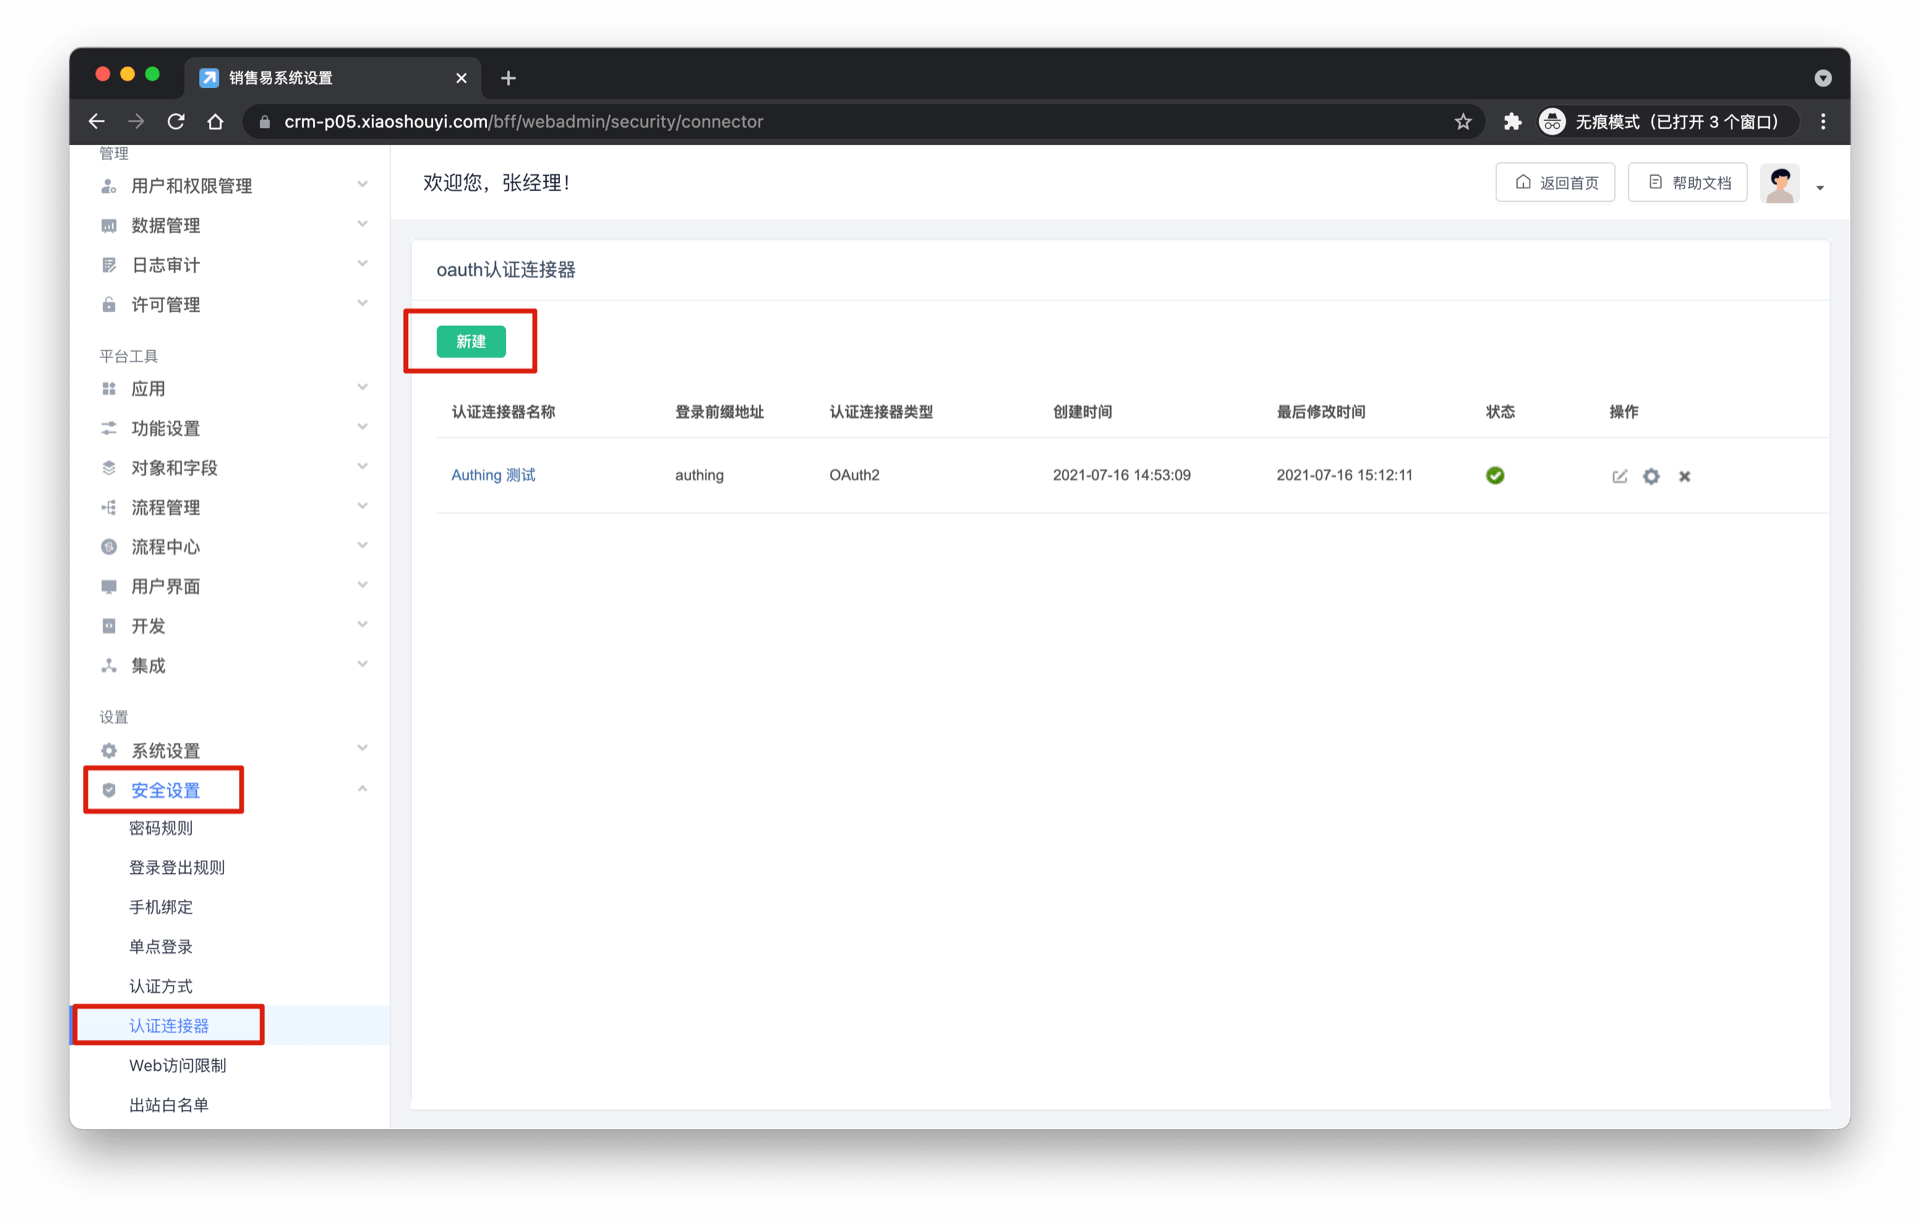 销售易系统设置
crm-p05.xiaoshouyi.com/bff/webadmin/security/connector
无痕模式（已打开 3 个窗口）
管理
用户和权限管理
数据管理
日志审计
许可管理
平台工具
应用
功能设置
对象和字段
流程管理
流程中心
用户界面
开发
集成
设置
系统设置
安全设置
密码规则
登录登出规则
手机绑定
单点登录
认证方式
认证连接器
Web访问限制
出站白名单
欢迎您，张经理！
返回首页
帮助文档
oauth认证连接器
新建
认证连接器名称 登录前缀地址 认证连接器类型 创建时间 最后修改时间 状态 操作
Authing 测试 authing OAuth2 2021-07-16 14:53:09 2021-07-16 15:12:11